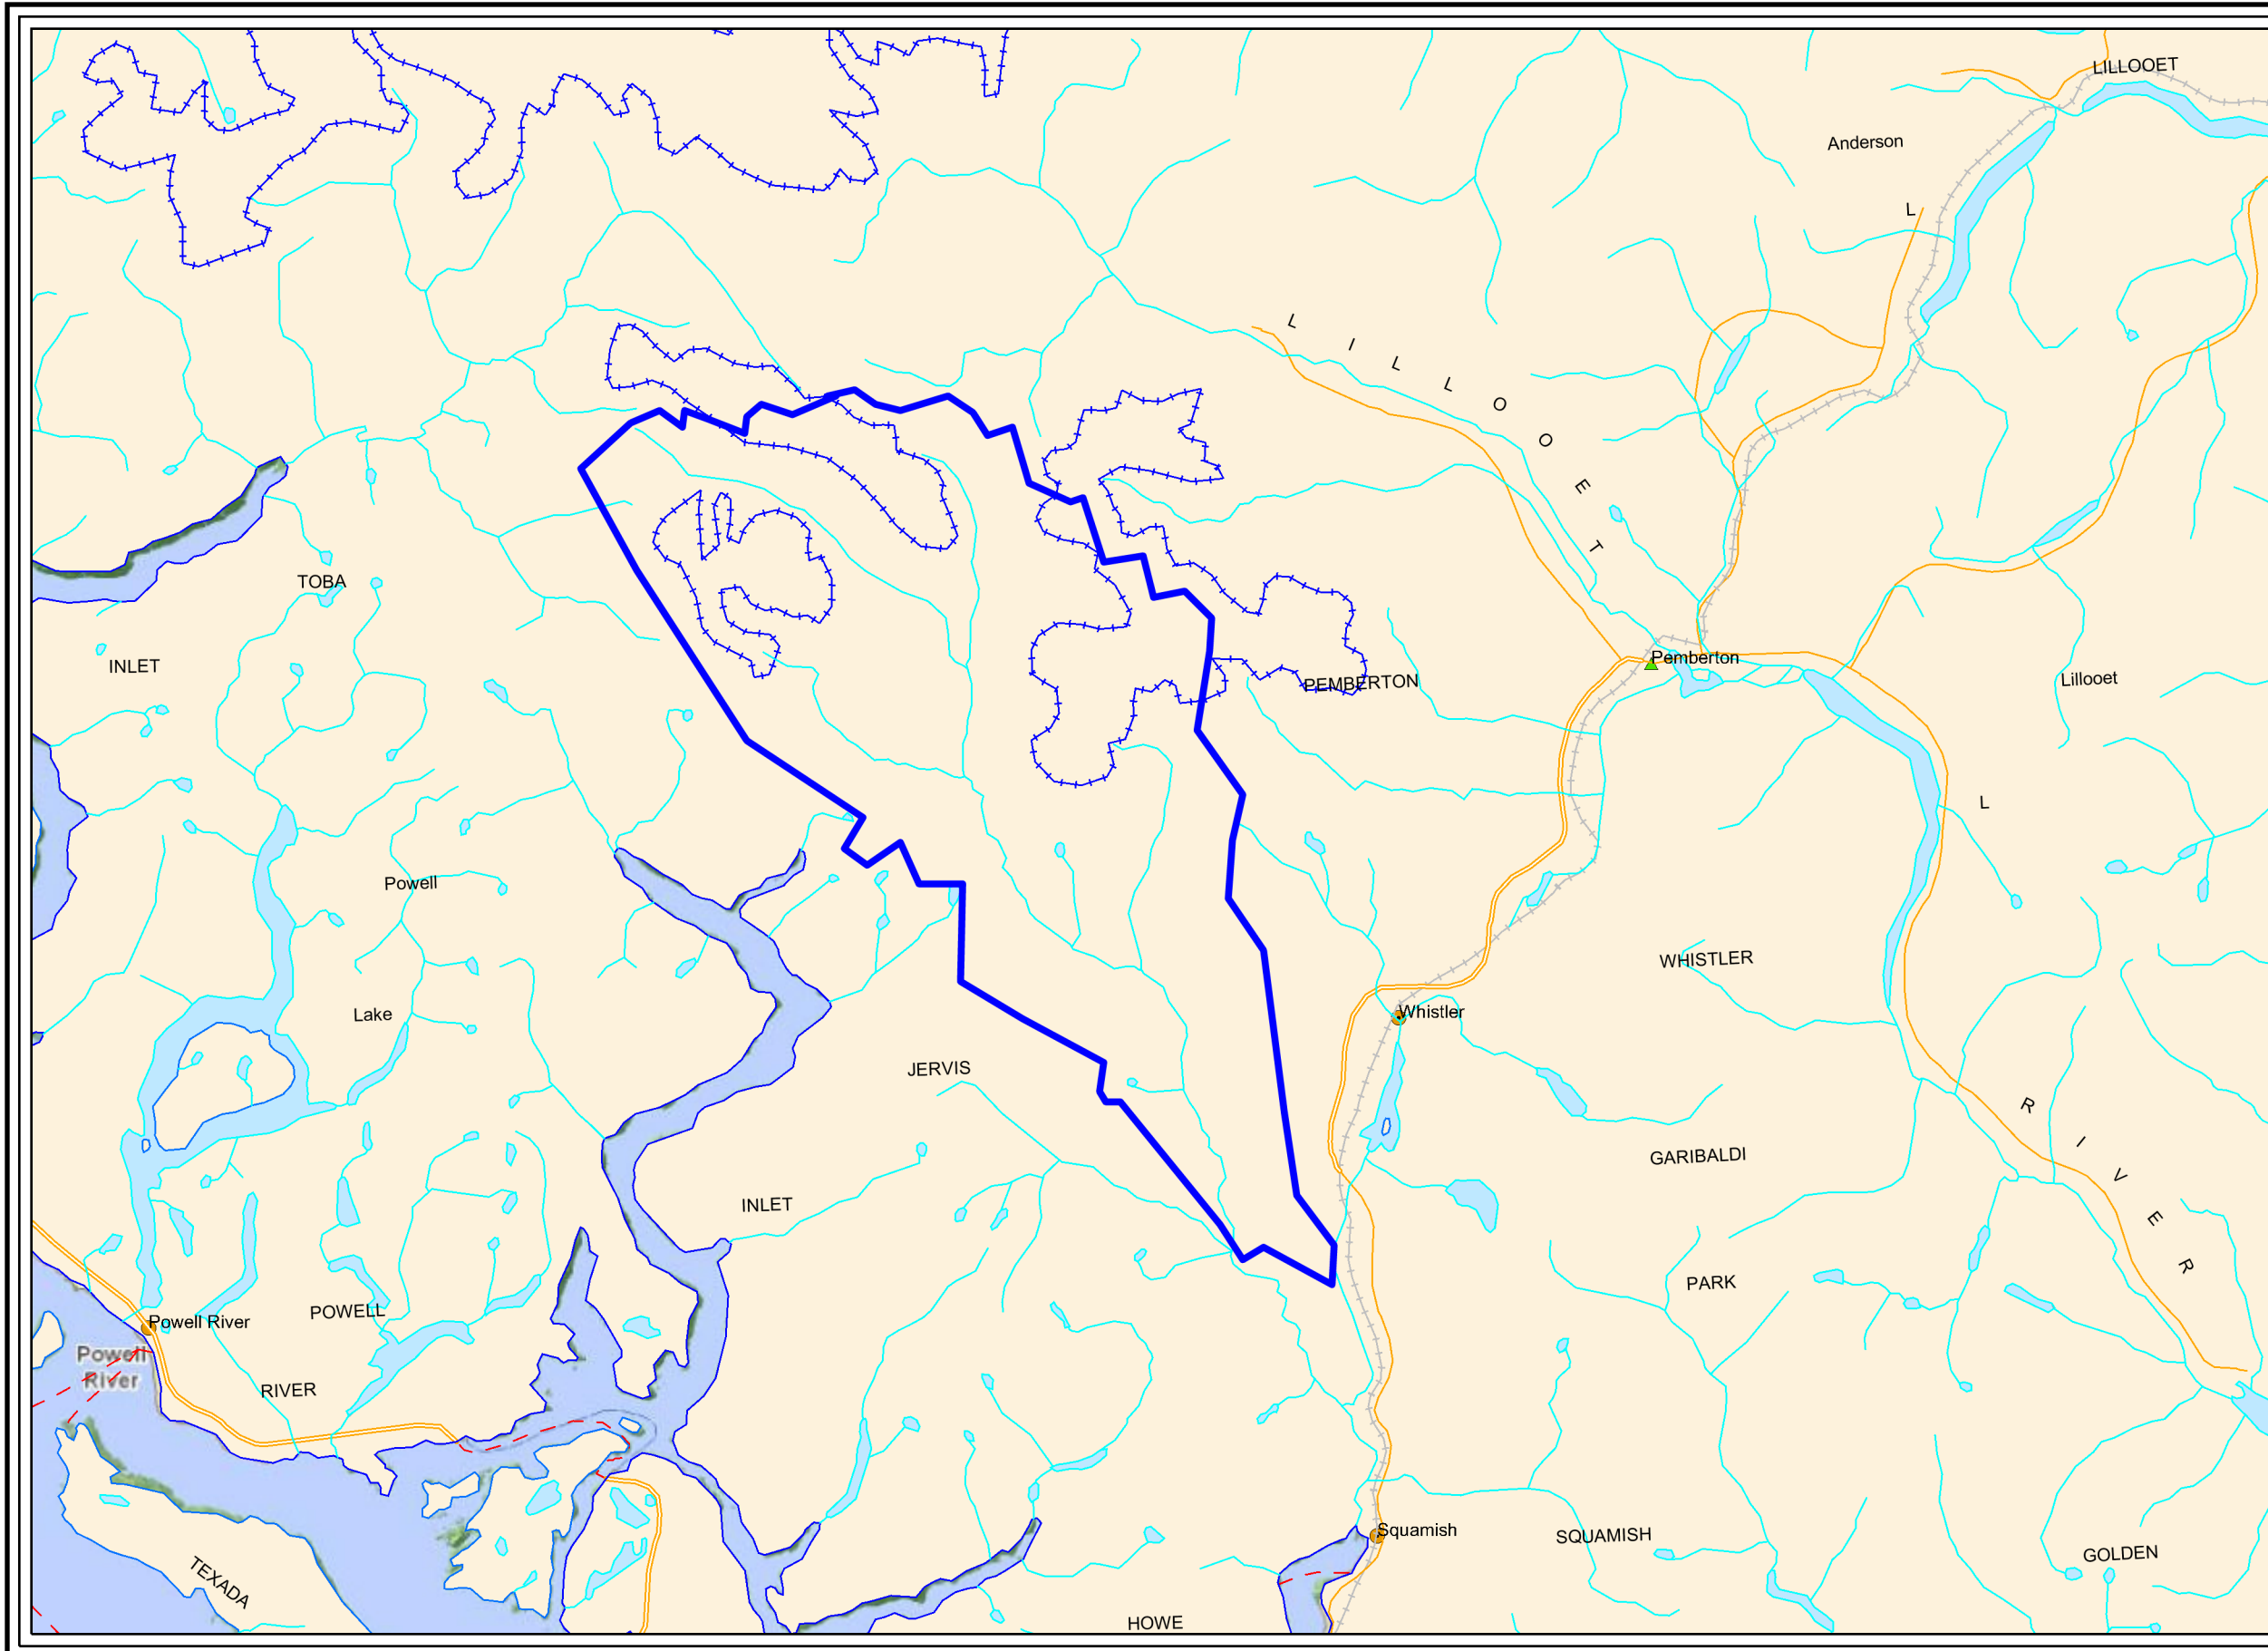 LILLOOET
Anderson
L
L I L L O O E T
TOBA
INLET
Pemberton
PEMBERTON
Lillooet
L
Powell
Lake
WHISTLER
Whistler
JERVIS
R I V E R
GARIBALDI
INLET
PARK
POWELL
Powell River
Powell
River
RIVER
Squamish
SQUAMISH
GOLDEN
TEXADA
HOWE